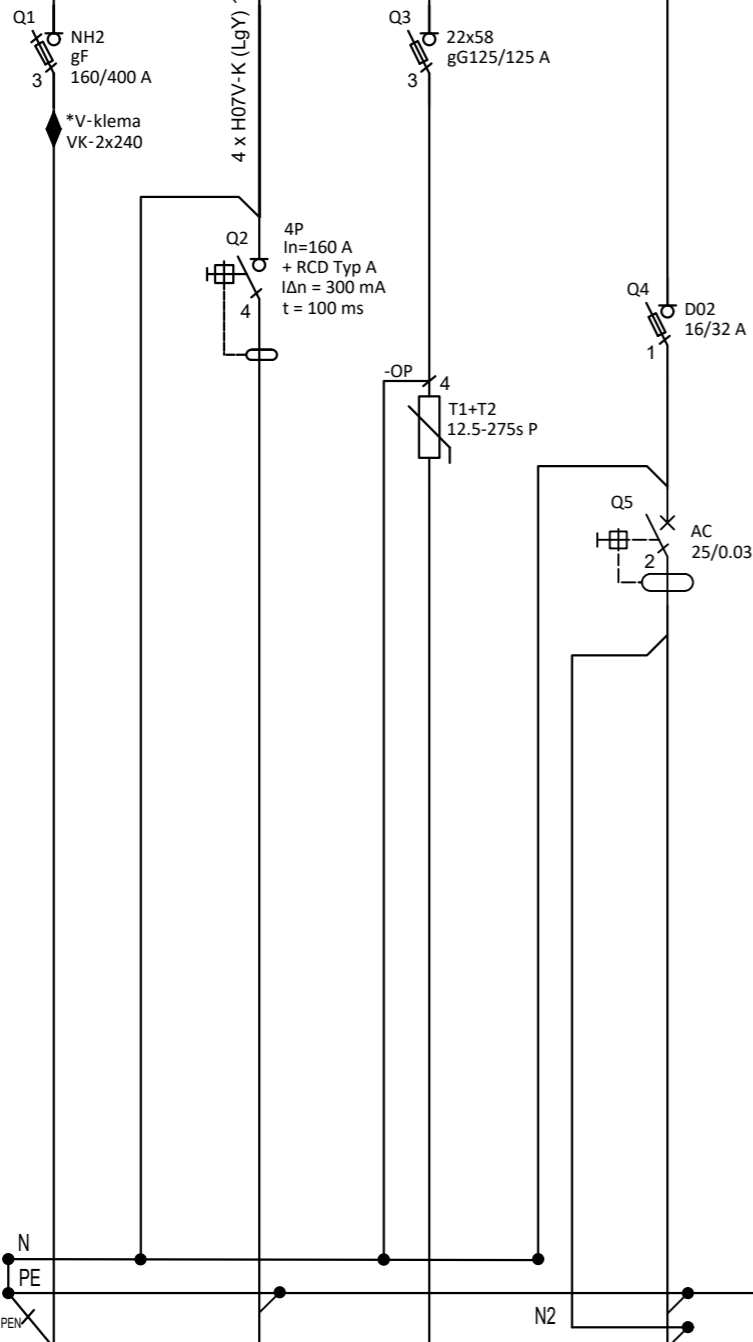 Q1
NH2
gF
160/400 A
3
*V-klema
VK-2x240
4 x H07V-K (LgY)
Q2
4P
In=160 A
+ RCD Typ A
I∆n = 300 mA
t = 100 ms
4
Q3
22x58
gG125/125 A
3
-OP
4
T1+T2
12.5-275s P
Q4
D02
16/32 A
1
Q5
AC
25/0.03
2
N
PE
PEN
N2